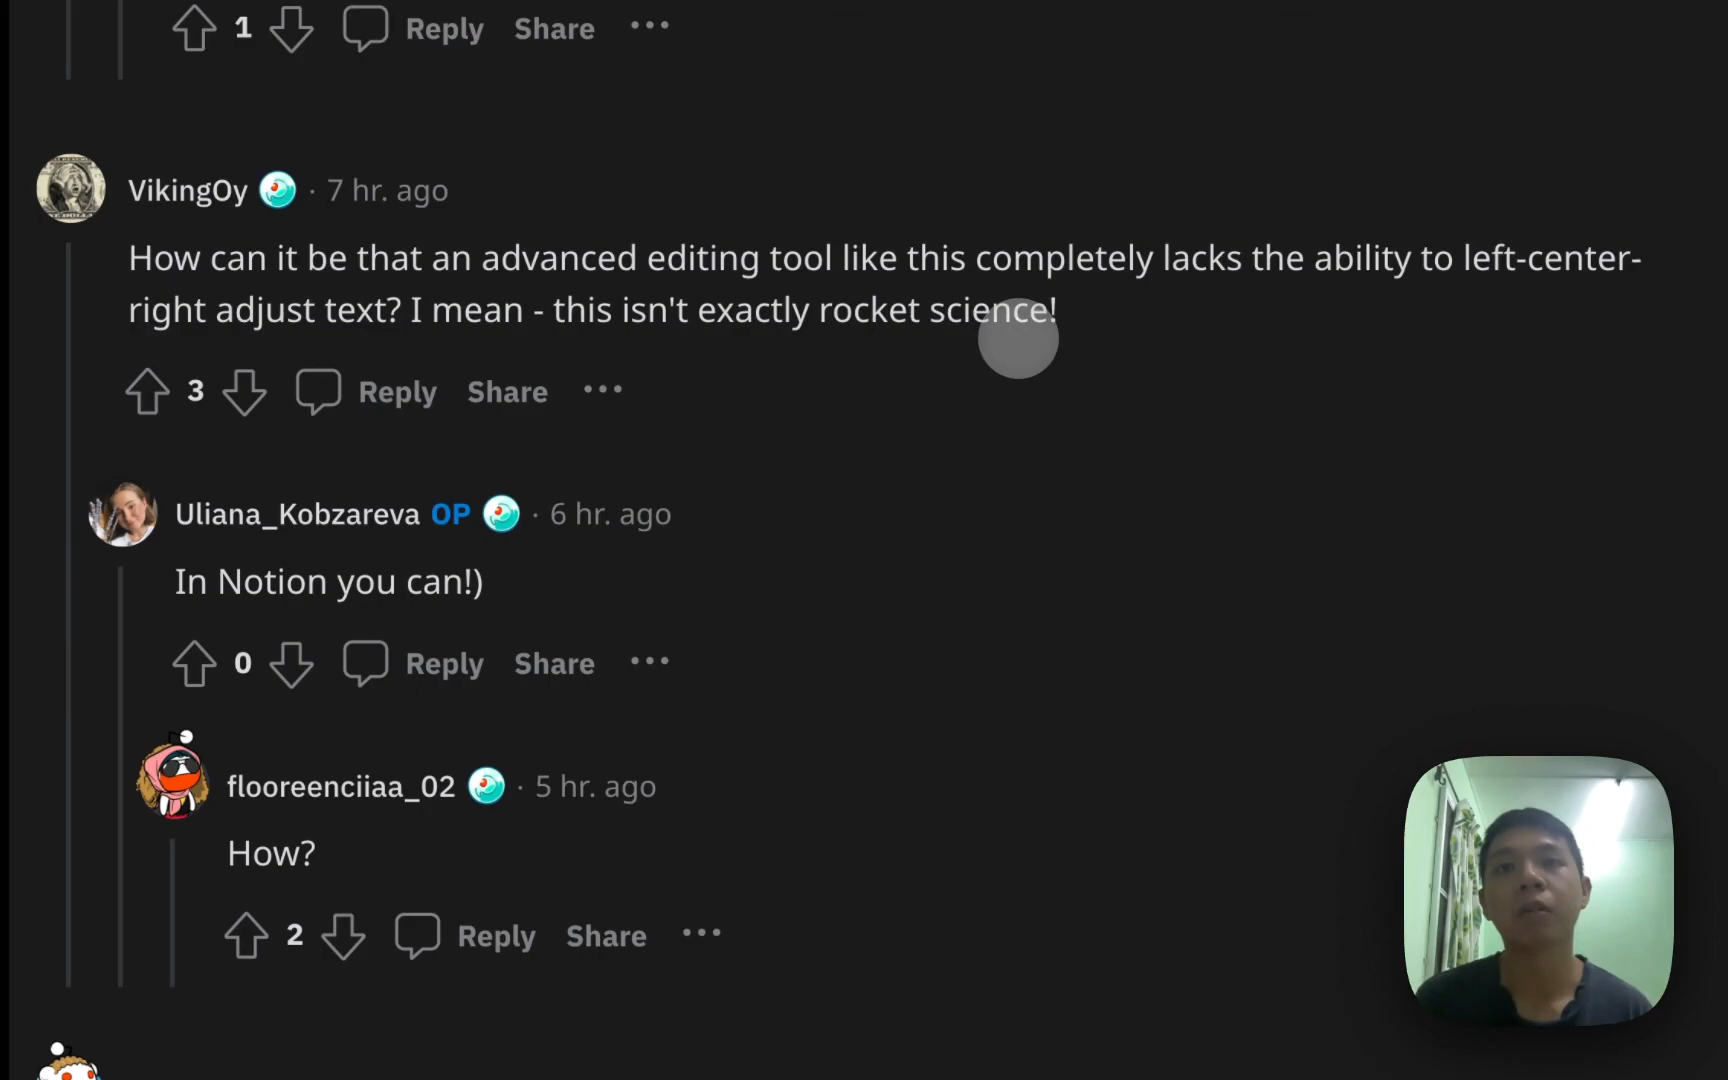 1 Reply Share
VikingOy · 7 hr. ago
How can it be that an advanced editing tool like this completely lacks the ability to left-center-
right adjust text? I mean - this isn't exactly rocket science!
3 Reply Share
Uliana_Kobzareva OP · 6 hr. ago
In Notion you can!)
0 Reply Share
flooreenciiaa_02 · 5 hr. ago
How?
2 Reply Share